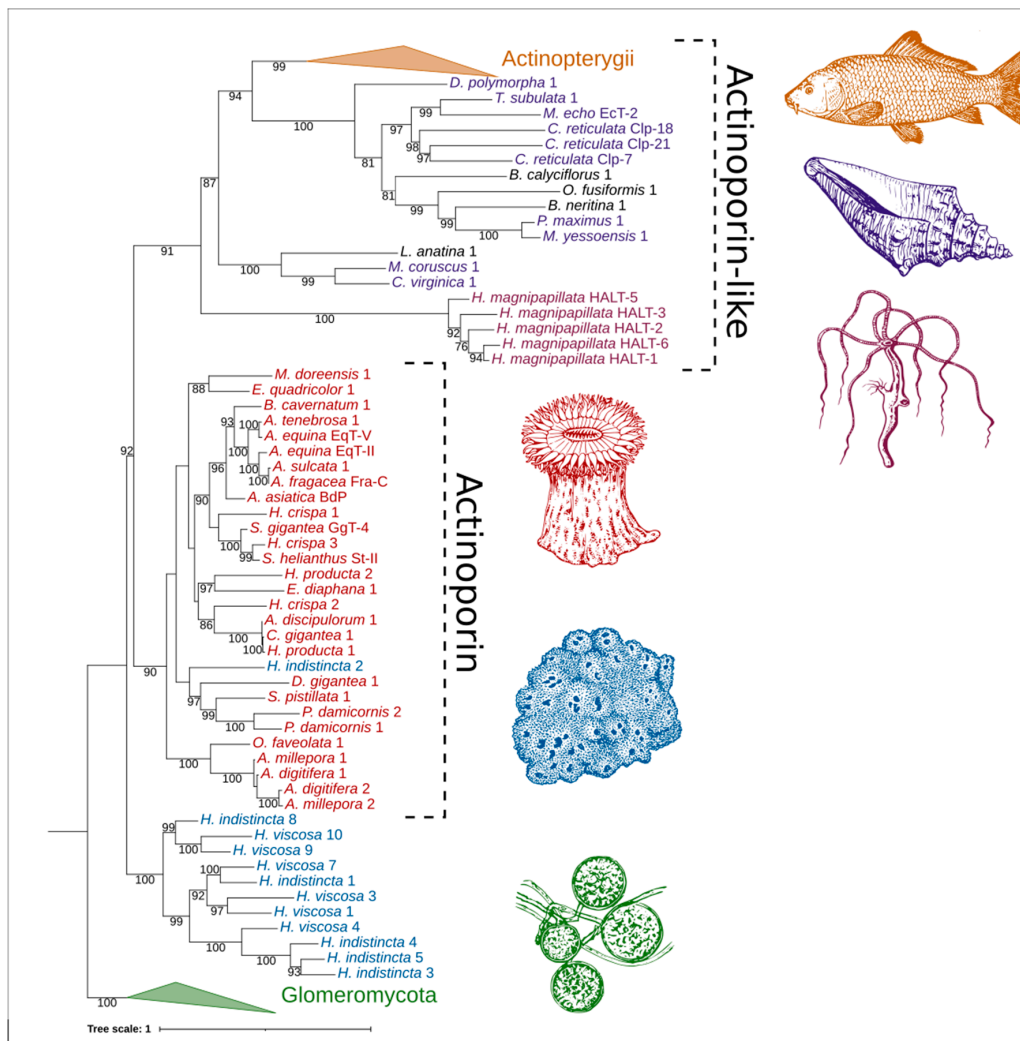 Actinopterygii
99
D. polymorpha 1
94
T. subulata 1
99
M. echo EcT-2
100
97
C. reticulata Clp-18
98
C. reticulata Clp-21
97
C. reticulata Clp-7
81
B. calyciflorus 1
87
81
O. fusiformis 1
99
B. neritina 1
99
P. maximus 1
100
M. yessoensis 1
91
L. anatina 1
100
M. coruscus 1
99
C. virginica 1
H. magnipapillata HALT-5
100
H. magnipapillata HALT-3
92
H. magnipapillata HALT-2
76
H. magnipapillata HALT-6
94
H. magnipapillata HALT-1
Actinoporin-like
M. doreensis 1
88
E. quadricolor 1
B. cavernatum 1
93
100
A. tenebrosa 1
92
A. equina EqT-V
A. equina EqT-II
96
100
A. sulcata 1
100
A. fragacea Fra-C
A. asiatica BdP
90
H. crispa 1
S. gigantea GgT-4
100
H. crispa 3
99
S. helianthus St-II
H. producta 2
97
E. diaphana 1
H. crispa 2
86
A. discipulorum 1
100
C. gigantea 1
100
H. producta 1
90
H. indistincta 2
D. gigantea 1
97
S. pistillata 1
99
P. damicornis 2
100
P. damicornis 1
O. faveolata 1
100
A. millepora 1
100
A. digitifera 1
A. digitifera 2
100
A. millepora 2
Actinoporin
H. indistincta 8
99
H. viscosa 10
100
H. viscosa 9
H. viscosa 7
100
100
H. indistincta 1
92
H. viscosa 3
97
H. viscosa 1
99
H. viscosa 4
100
H. indistincta 4
100
H. indistincta 5
93
H. indistincta 3
100
Glomeromycota
Tree scale: 1